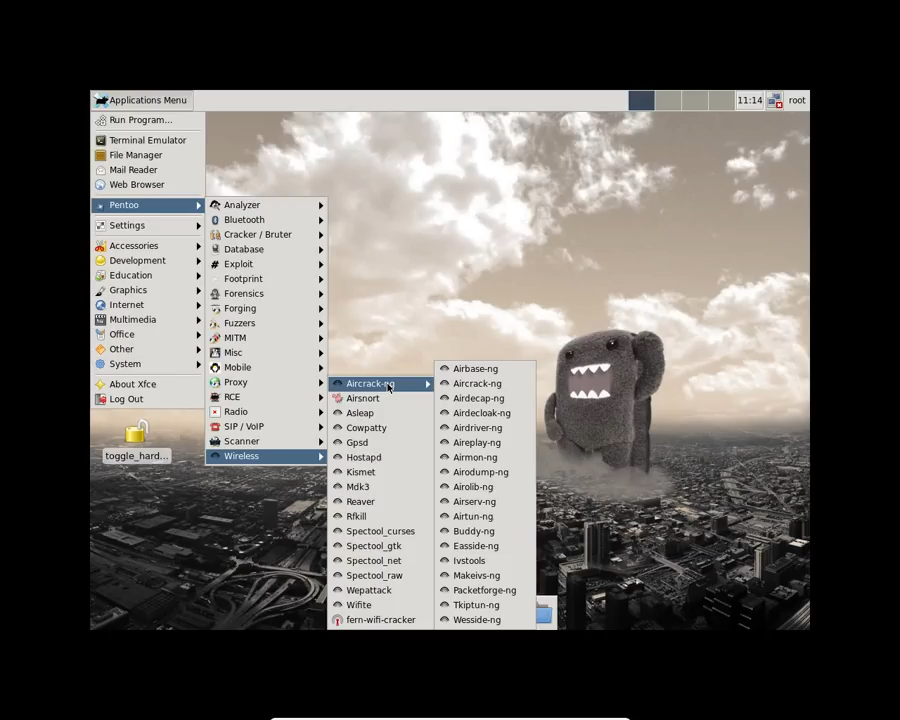 Applications Menu
11:14
root
Run Program...
Terminal Emulator
File Manager
Mail Reader
Web Browser
Pentoo
Settings
Accessories
Development
Education
Graphics
Internet
Multimedia
Office
Other
System
About Xfce
Log Out
toggle_hard...
Analyzer
Bluetooth
Cracker / Bruter
Database
Exploit
Footprint
Forensics
Forging
Fuzzers
MITM
Misc
Mobile
Proxy
RCE
Radio
SIP / VoIP
Scanner
Wireless
Aircrack-ng
Airsnort
Asleap
Cowpatty
Gpsd
Hostapd
Kismet
Mdk3
Reaver
Rfkill
Spectool_curses
Spectool_gtk
Spectool_net
Spectool_raw
Wepattack
Wifite
fern-wifi-cracker
Airbase-ng
Aircrack-ng
Airdecap-ng
Airdecloak-ng
Airdriver-ng
Aireplay-ng
Airmon-ng
Airodump-ng
Airolib-ng
Airserv-ng
Airtun-ng
Buddy-ng
Easside-ng
Ivstools
Makeivs-ng
Packetforge-ng
Tkiptun-ng
Wesside-ng